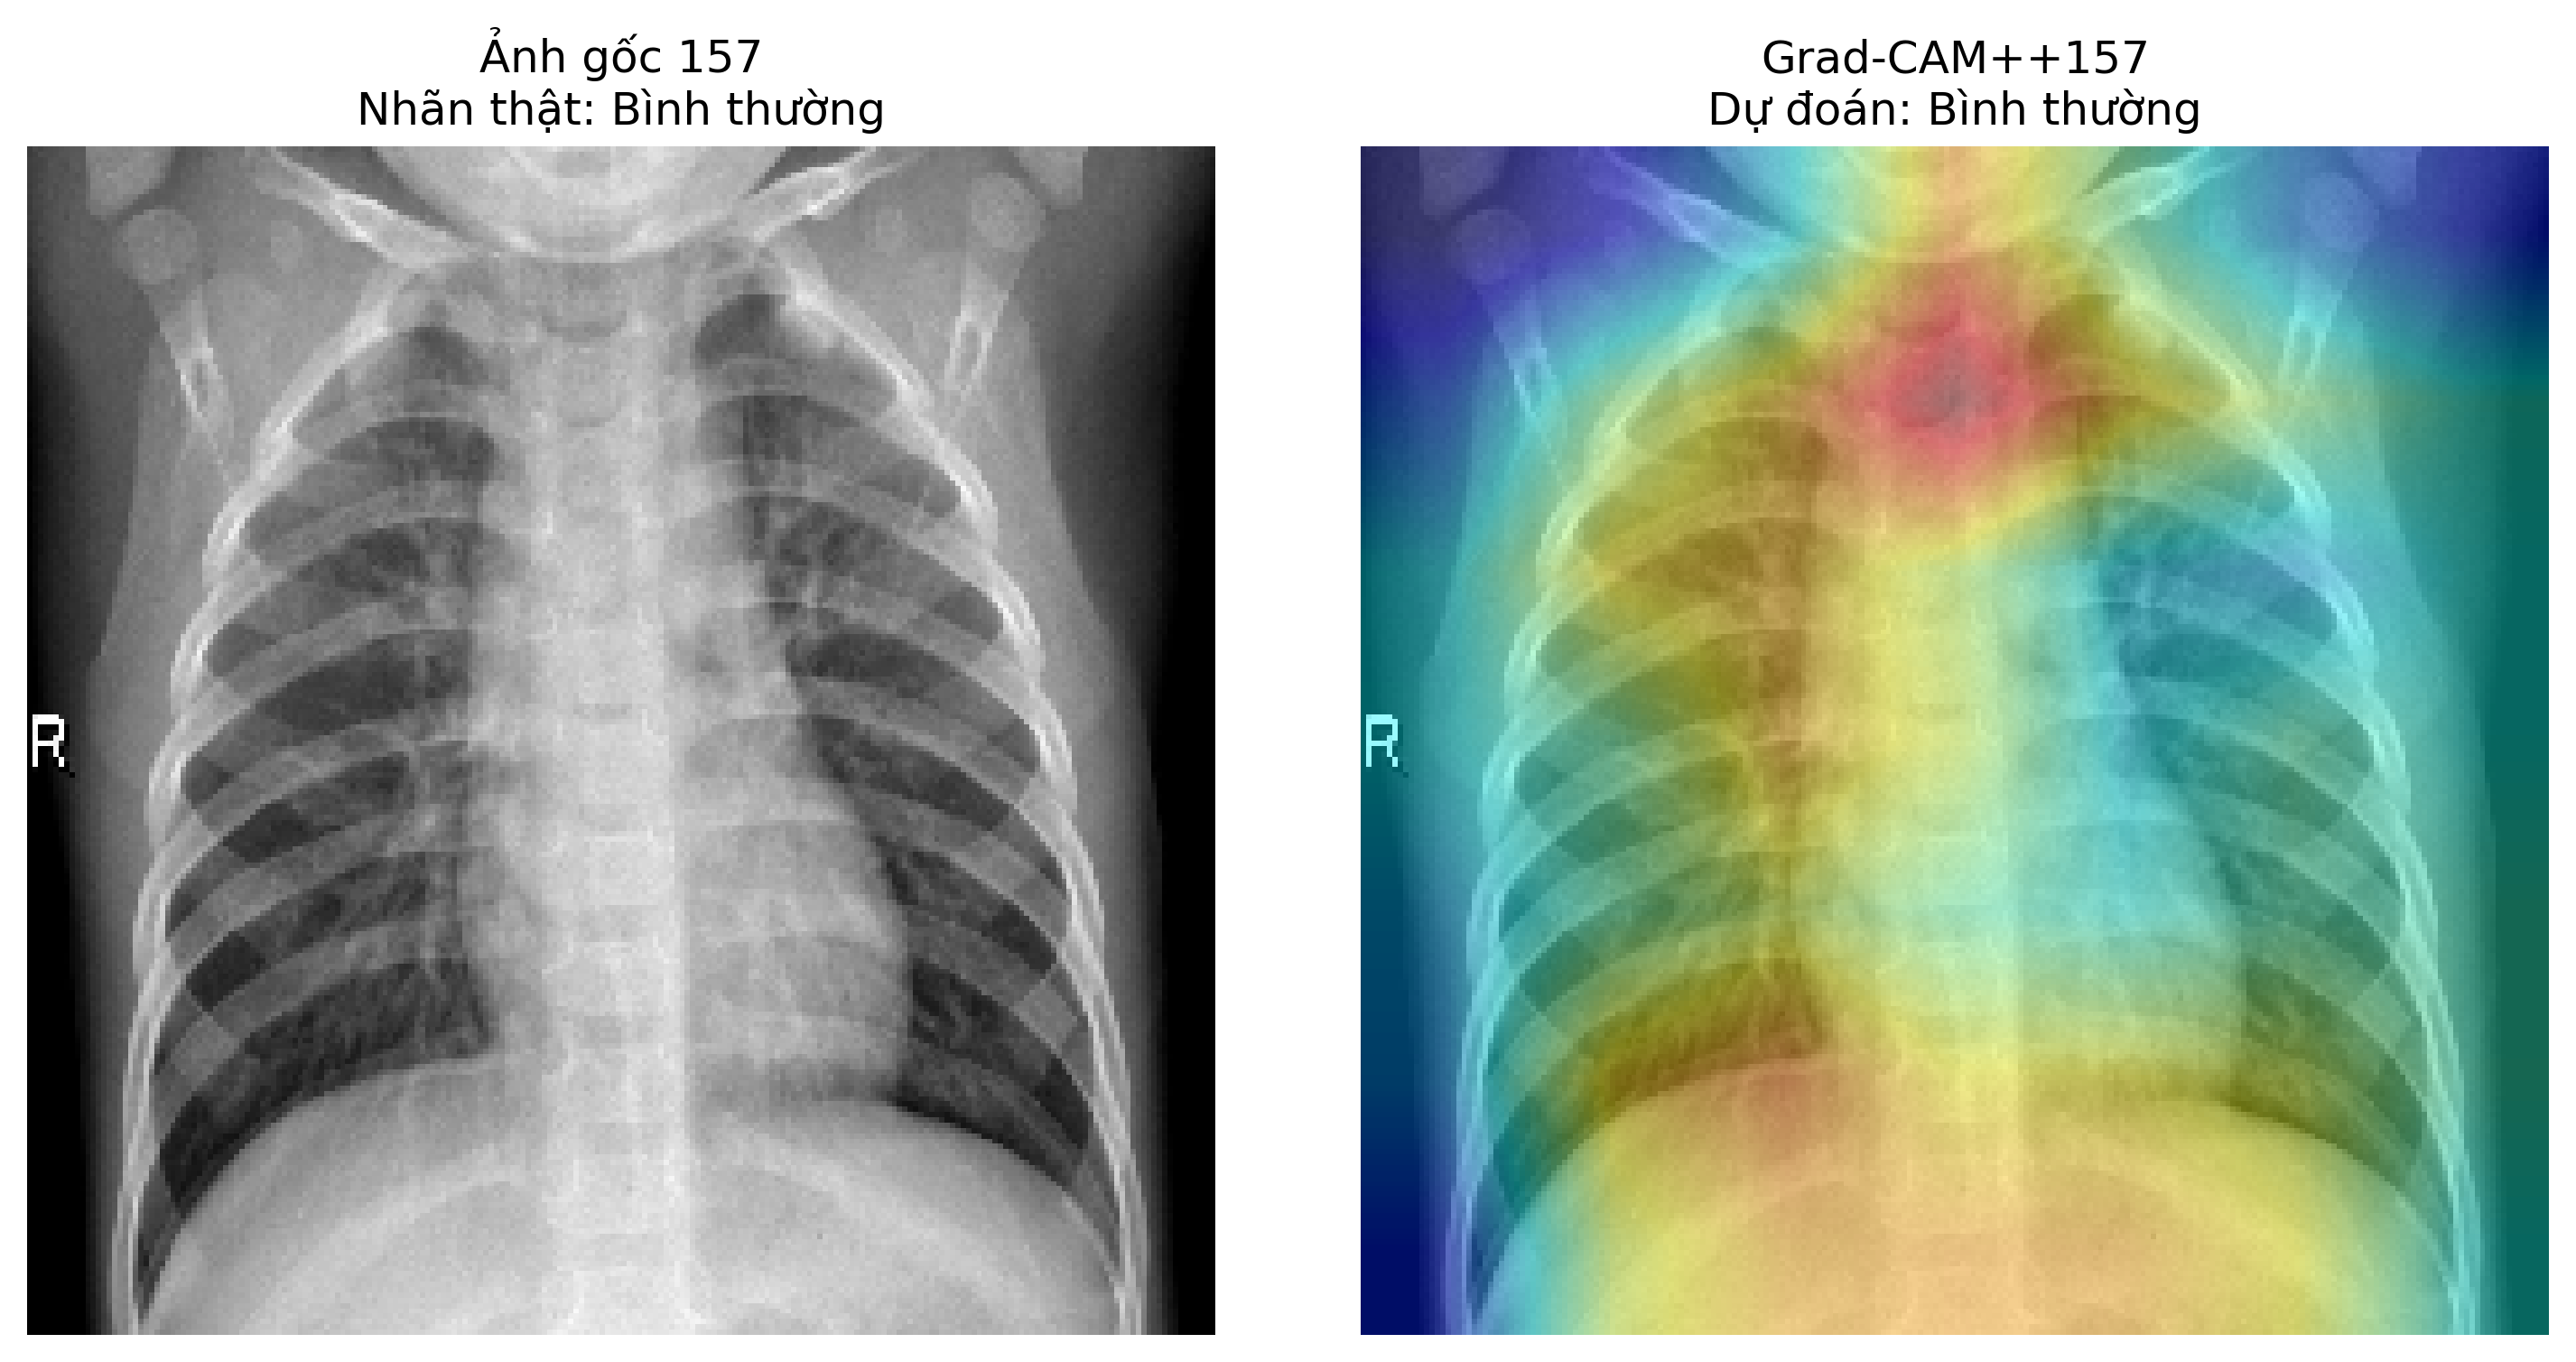 Ảnh gốc 157
Nhãn thật: Bình thường
Grad-CAM++157
Dự đoán: Bình thường
R
R